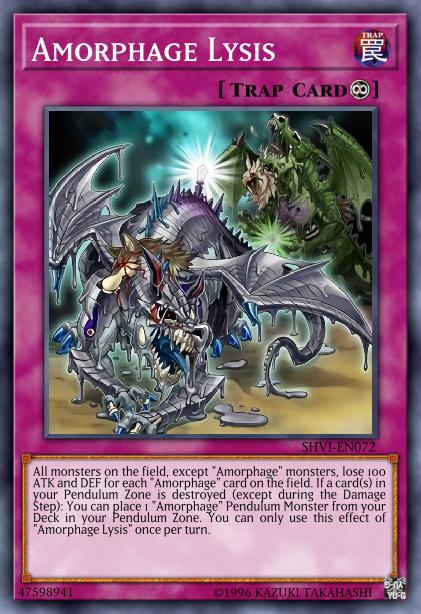 AMORPHAGE LYSIS
TRAP
罠
[TRAP CARD]
SHVI-EN072
All monsters on the field, except "Amorphage" monsters, lose 100
ATK and DEF for each "Amorphage" card on the field. If a card(s) in
your Pendulum Zone is destroyed (except during the Damage
Step): You can place 1 "Amorphage" Pendulum Monster from your
Deck in your Pendulum Zone. You can only use this effect of
"Amorphage Lysis" once per turn.
47598941
©1996 KAZUKI TAKAHASHI